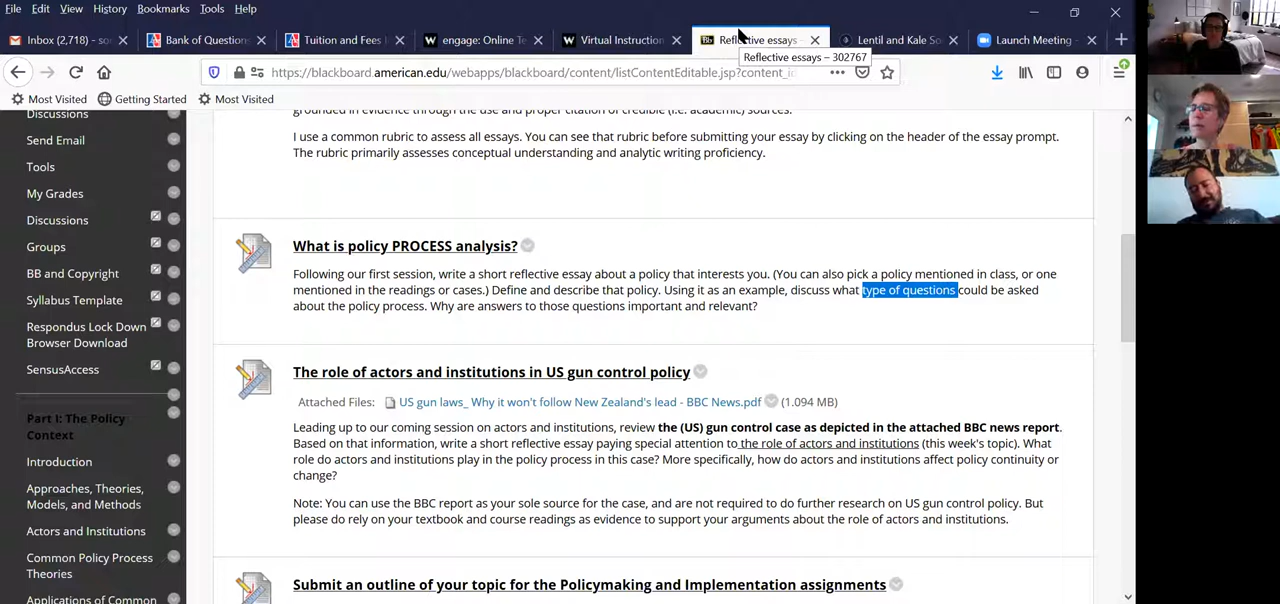 File Edit View History Bookmarks Tools Help
Inbox (2,718) - so
Bank of Question
Tuition and Fees I
engage: Online Te
Virtual Instruction
Reflective essays –
Lentil and Kale So
Launch Meeting -
Reflective essays – 302767
https://blackboard.american.edu/webapps/blackboard/content/listContentEditable.jsp?content_id
Most Visited Getting Started Most Visited
Discussions
Send Email
Tools
My Grades
Discussions
Groups
BB and Copyright
Syllabus Template
Respondus Lock Down
Browser Download
SensusAccess
Part I: The Policy
Context
Introduction
Approaches, Theories,
Models, and Methods
Actors and Institutions
Common Policy Process
Theories
Applications of Common
grounded in evidence through the use and proper citation of credible (i.e. academic) sources.
I use a common rubric to assess all essays. You can see that rubric before submitting your essay by clicking on the header of the essay prompt.
The rubric primarily assesses conceptual understanding and analytic writing proficiency.
What is policy PROCESS analysis?
Following our first session, write a short reflective essay about a policy that interests you. (You can also pick a policy mentioned in class, or one
mentioned in the readings or cases.) Define and describe that policy. Using it as an example, discuss what type of questions could be asked
about the policy process. Why are answers to those questions important and relevant?
The role of actors and institutions in US gun control policy
Attached Files: US gun laws_ Why it won't follow New Zealand's lead - BBC News.pdf (1.094 MB)
Leading up to our coming session on actors and institutions, review the (US) gun control case as depicted in the attached BBC news report.
Based on that information, write a short reflective essay paying special attention to the role of actors and institutions (this week's topic). What
role do actors and institutions play in the policy process in this case? More specifically, how do actors and institutions affect policy continuity or
change?
Note: You can use the BBC report as your sole source for the case, and are not required to do further research on US gun control policy. But
please do rely on your textbook and course readings as evidence to support your arguments about the role of actors and institutions.
Submit an outline of your topic for the Policymaking and Implementation assignments